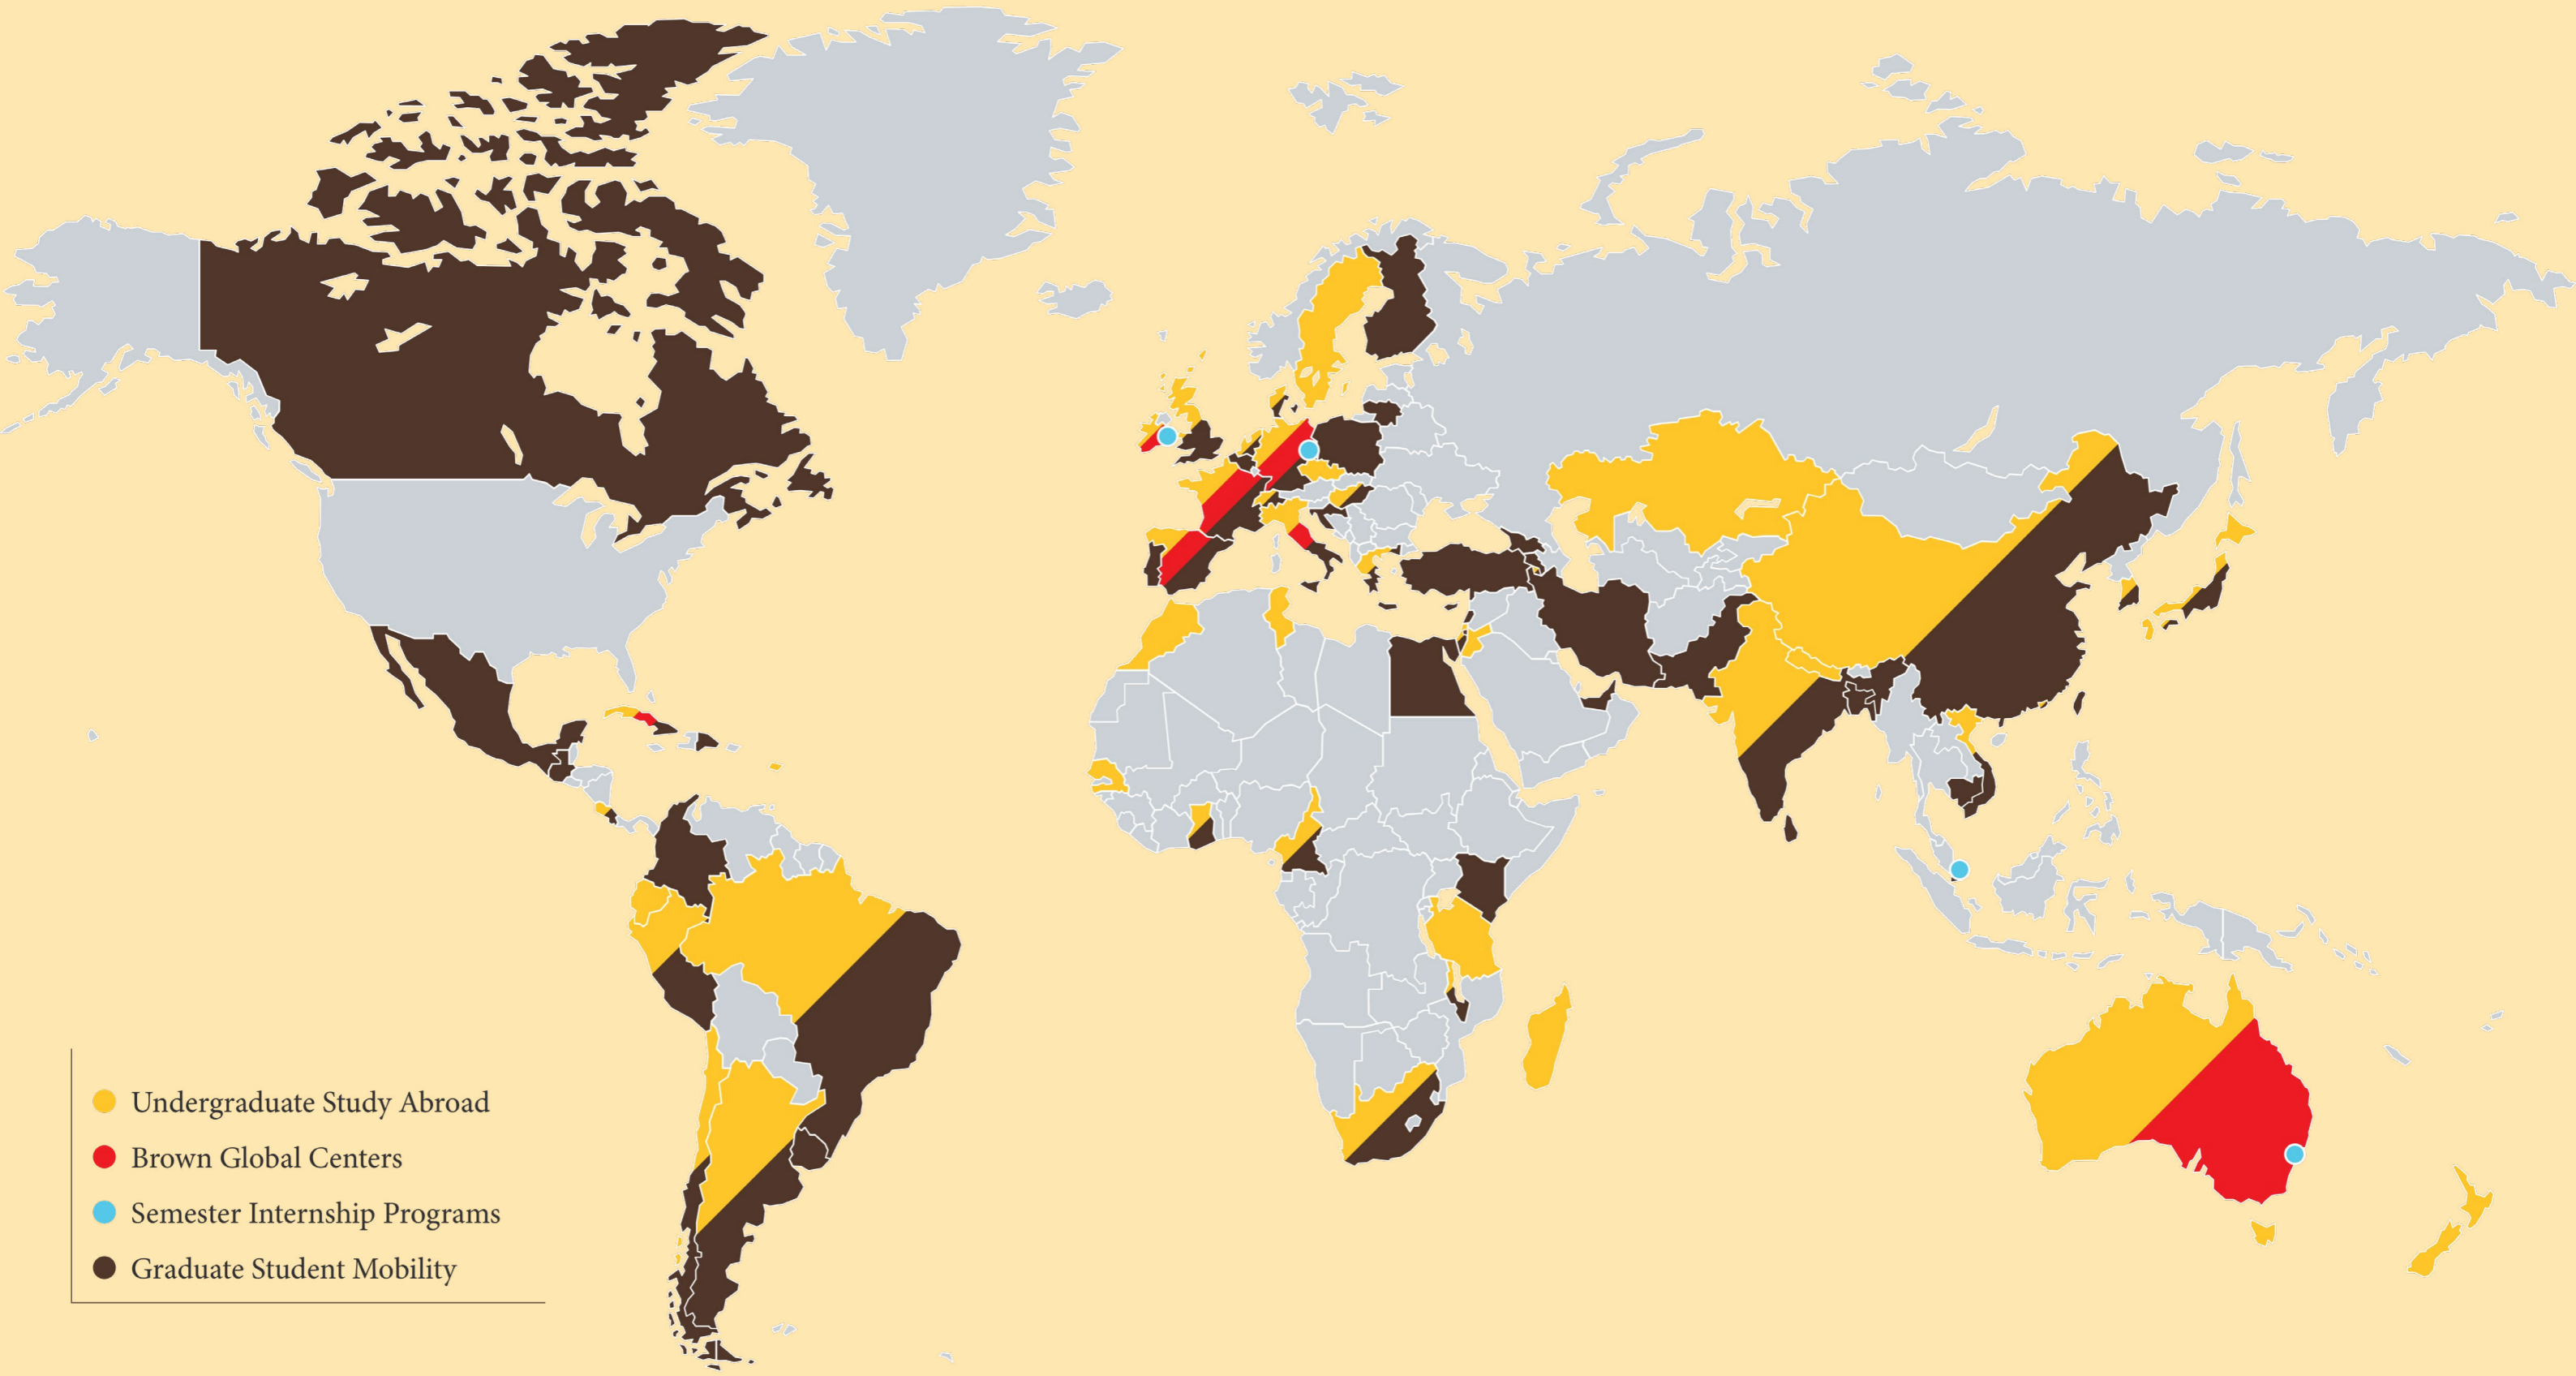 Undergraduate Study Abroad
Brown Global Centers
Semester Internship Programs
Graduate Student Mobility